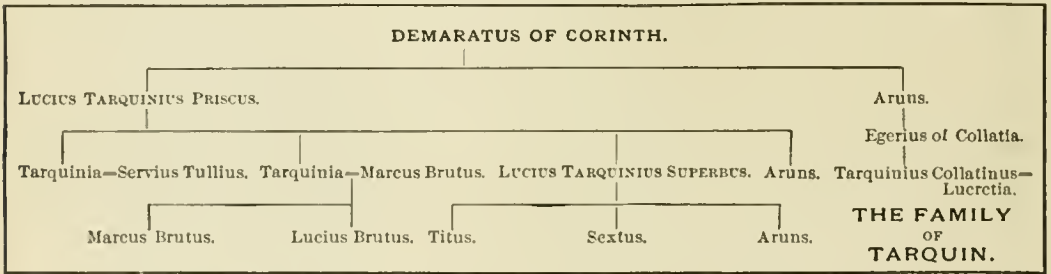 DEMARATUS OF CORINTH.
LUCIUS TARQUINIUS PRISCUS. Aruns.
Egerius of Collatia.
Tarquinia=Servius Tullius. Tarquinia=Marcus Brutus. LUCIUS TARQUINIUS SUPERBUS. Aruns. Tarquinius Collatinus=
Lucretia.
Marcus Brutus. Lucius Brutus. Titus. Sextus. Aruns.
THE FAMILY
OF
TARQUIN.